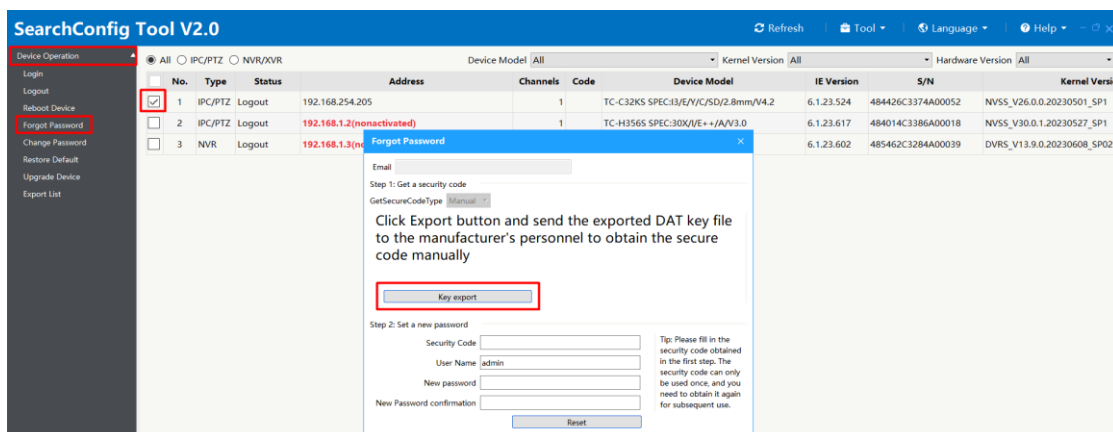 SearchConfig Tool V2.0 Refresh Tool Language Help
Device Operation
Login
Logout
Reboot Device
Forgot Password
Change Password
Restore Default
Upgrade Device
Export List
All IPC/PTZ NVR/XVR Device Model All Kernel Version All Hardware Version All
No. Type Status Address Channels Code Device Model IE Version S/N Kernel Versi
1 IPC/PTZ Logout 192.168.254.205 1 TC-C32KS SPEC:I3/E/Y/C/SD/2.8mm/V4.2 6.1.23.524 484426C3374A00052 NVSS_V26.0.0.20230501_SP1
2 IPC/PTZ Logout 192.168.1.2(nonactivated) 1 TC-H356S SPEC:30X/I/E++/A/V3.0 6.1.23.617 484014C3386A00018 NVSS_V30.0.1.20230527_SP1
3 NVR Logout 192.168.1.3(no 6.1.23.602 485462C3284A00039 DVRS_V13.9.0.20230608_SP02
Forgot Password
Email
Step 1: Get a security code
GetSecureCodeType Manual
Click Export button and send the exported DAT key file
to the manufacturer's personnel to obtain the secure
code manually
Key export
Step 2: Set a new password
Security Code
User Name admin
New password
New Password confirmation
Tip: Please fill in the
security code obtained
in the first step. The
security code can only
be used once, and you
need to obtain it again
for subsequent use.
Reset